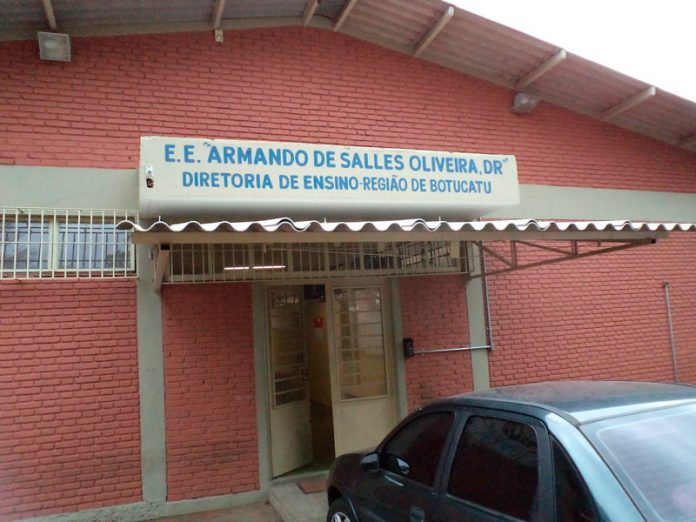 E.E. "ARMANDO DE SALLES OLIVEIRA, DR"
DIRETORIA DE ENSINO-REGIÃO DE BOTUCATU